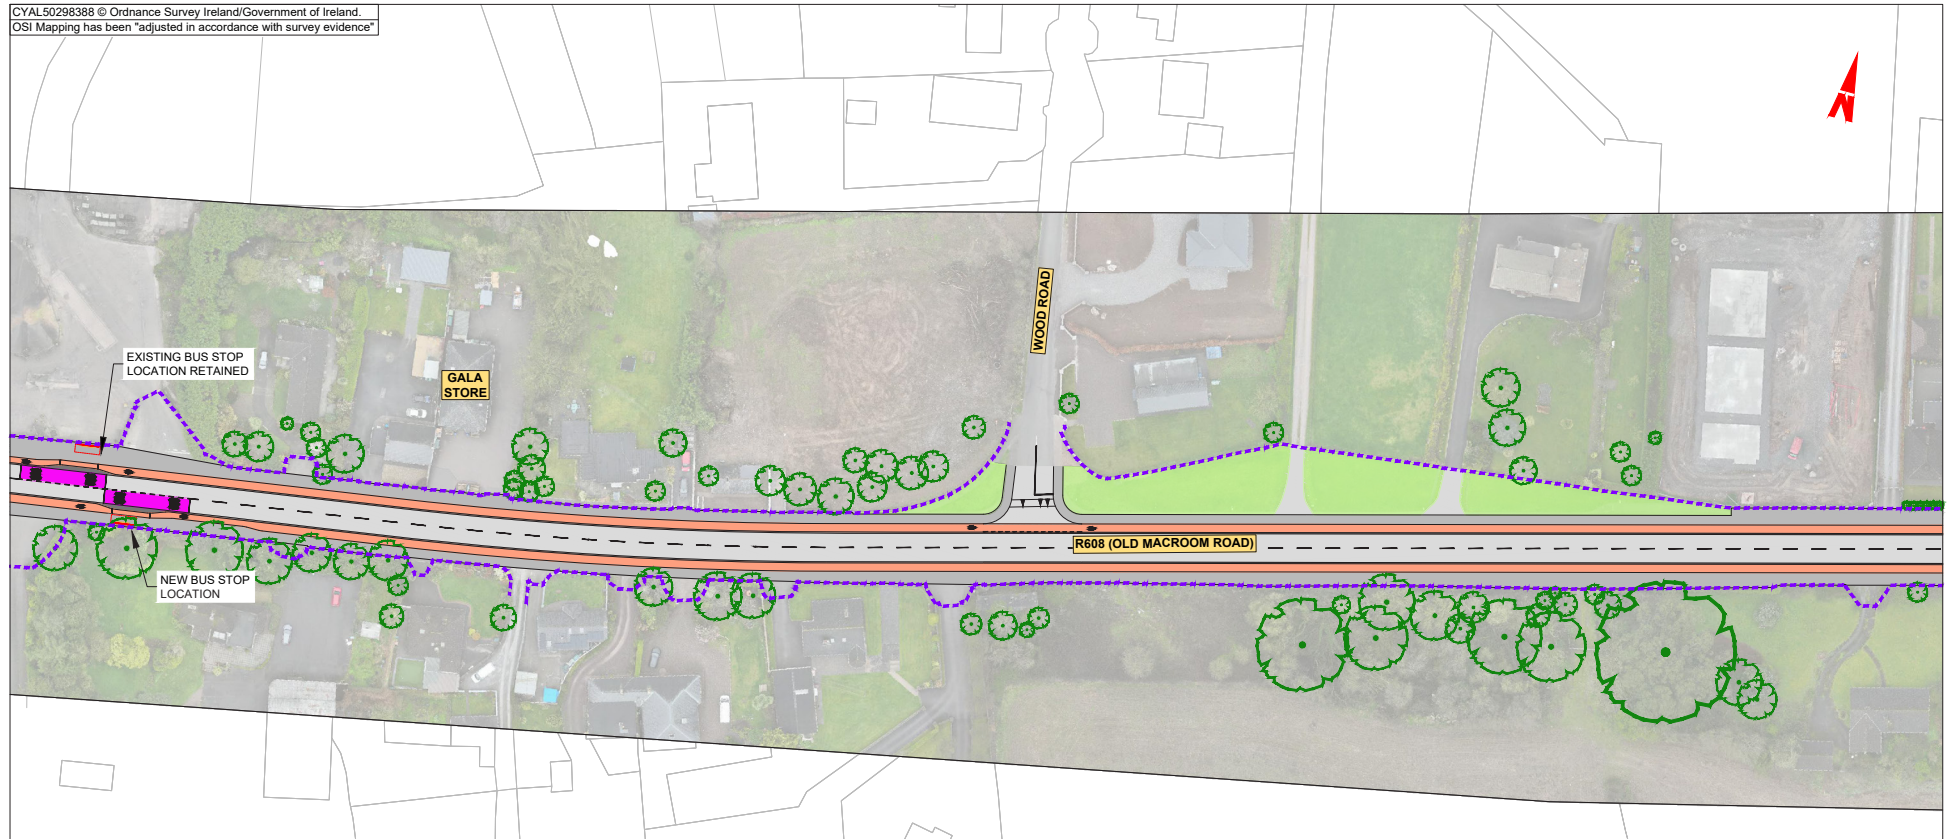 CYAL50298388 © Ordnance Survey Ireland/Government of Ireland.
OSI Mapping has been "adjusted in accordance with survey evidence"
N
WOOD ROAD
EXISTING BUS STOP
LOCATION RETAINED
GALA
STORE
R608 (OLD MACROOM ROAD)
NEW BUS STOP
LOCATION